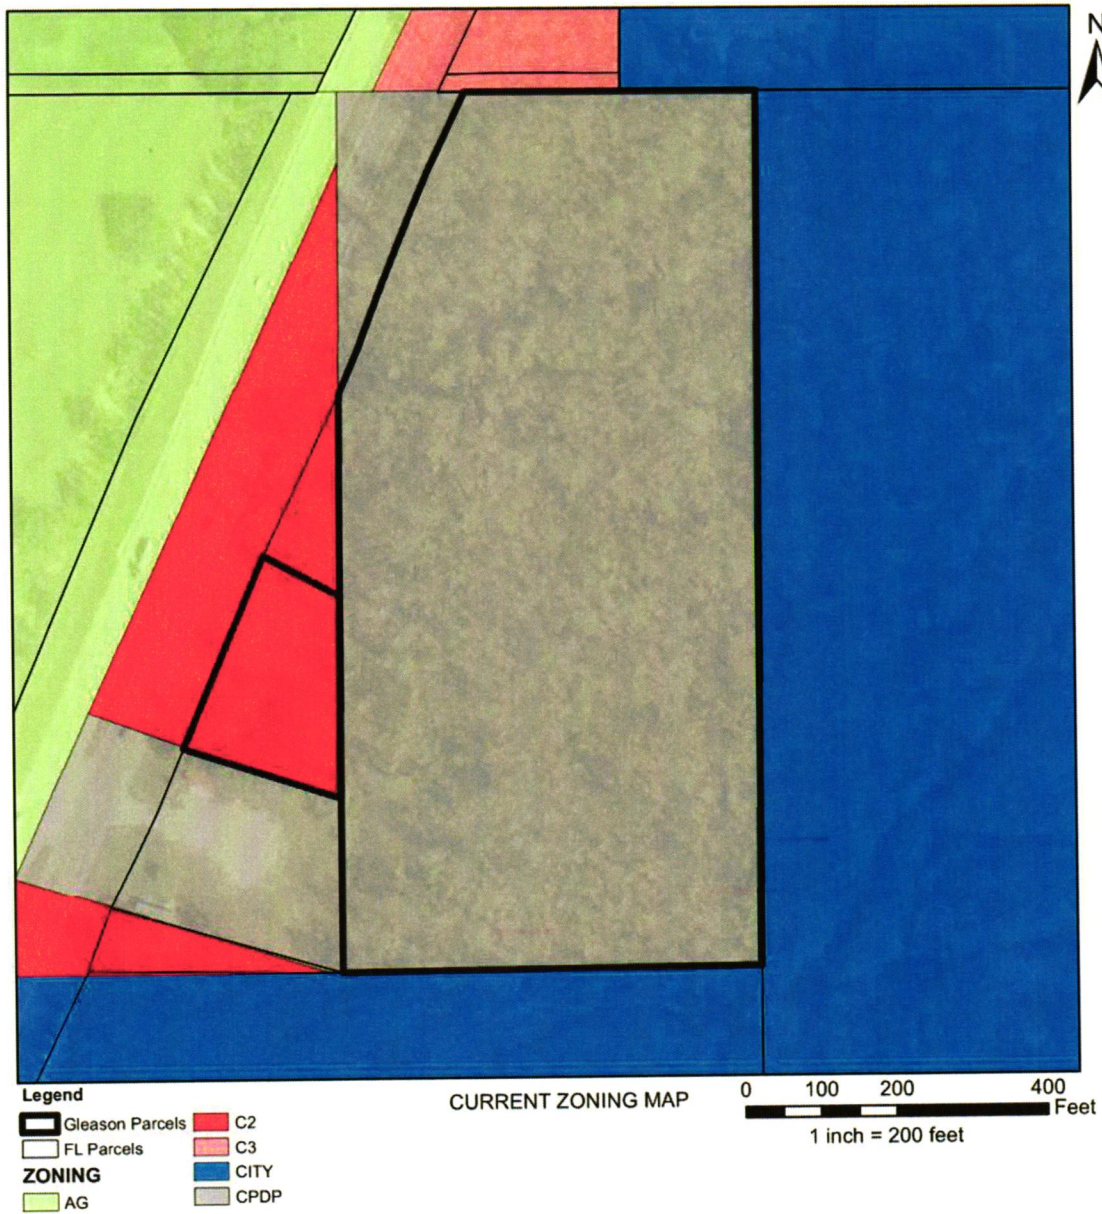 N
Legend
Gleason Parcels
FL Parcels
ZONING
AG
C2
C3
CITY
CPDP
CURRENT ZONING MAP
0 100 200 400
Feet
1 inch = 200 feet